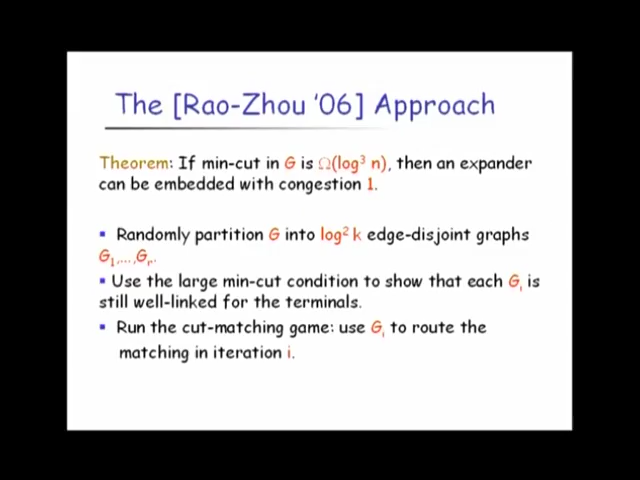 The [Rao-Zhou '06] Approach
Theorem: If min-cut in G is Ω(log³ n), then an expander
can be embedded with congestion 1.
▪ Randomly partition G into log² k edge-disjoint graphs
G₁,…,Gᵣ.
▪ Use the large min-cut condition to show that each Gᵢ is
still well-linked for the terminals.
▪ Run the cut-matching game: use Gᵢ to route the
matching in iteration i.